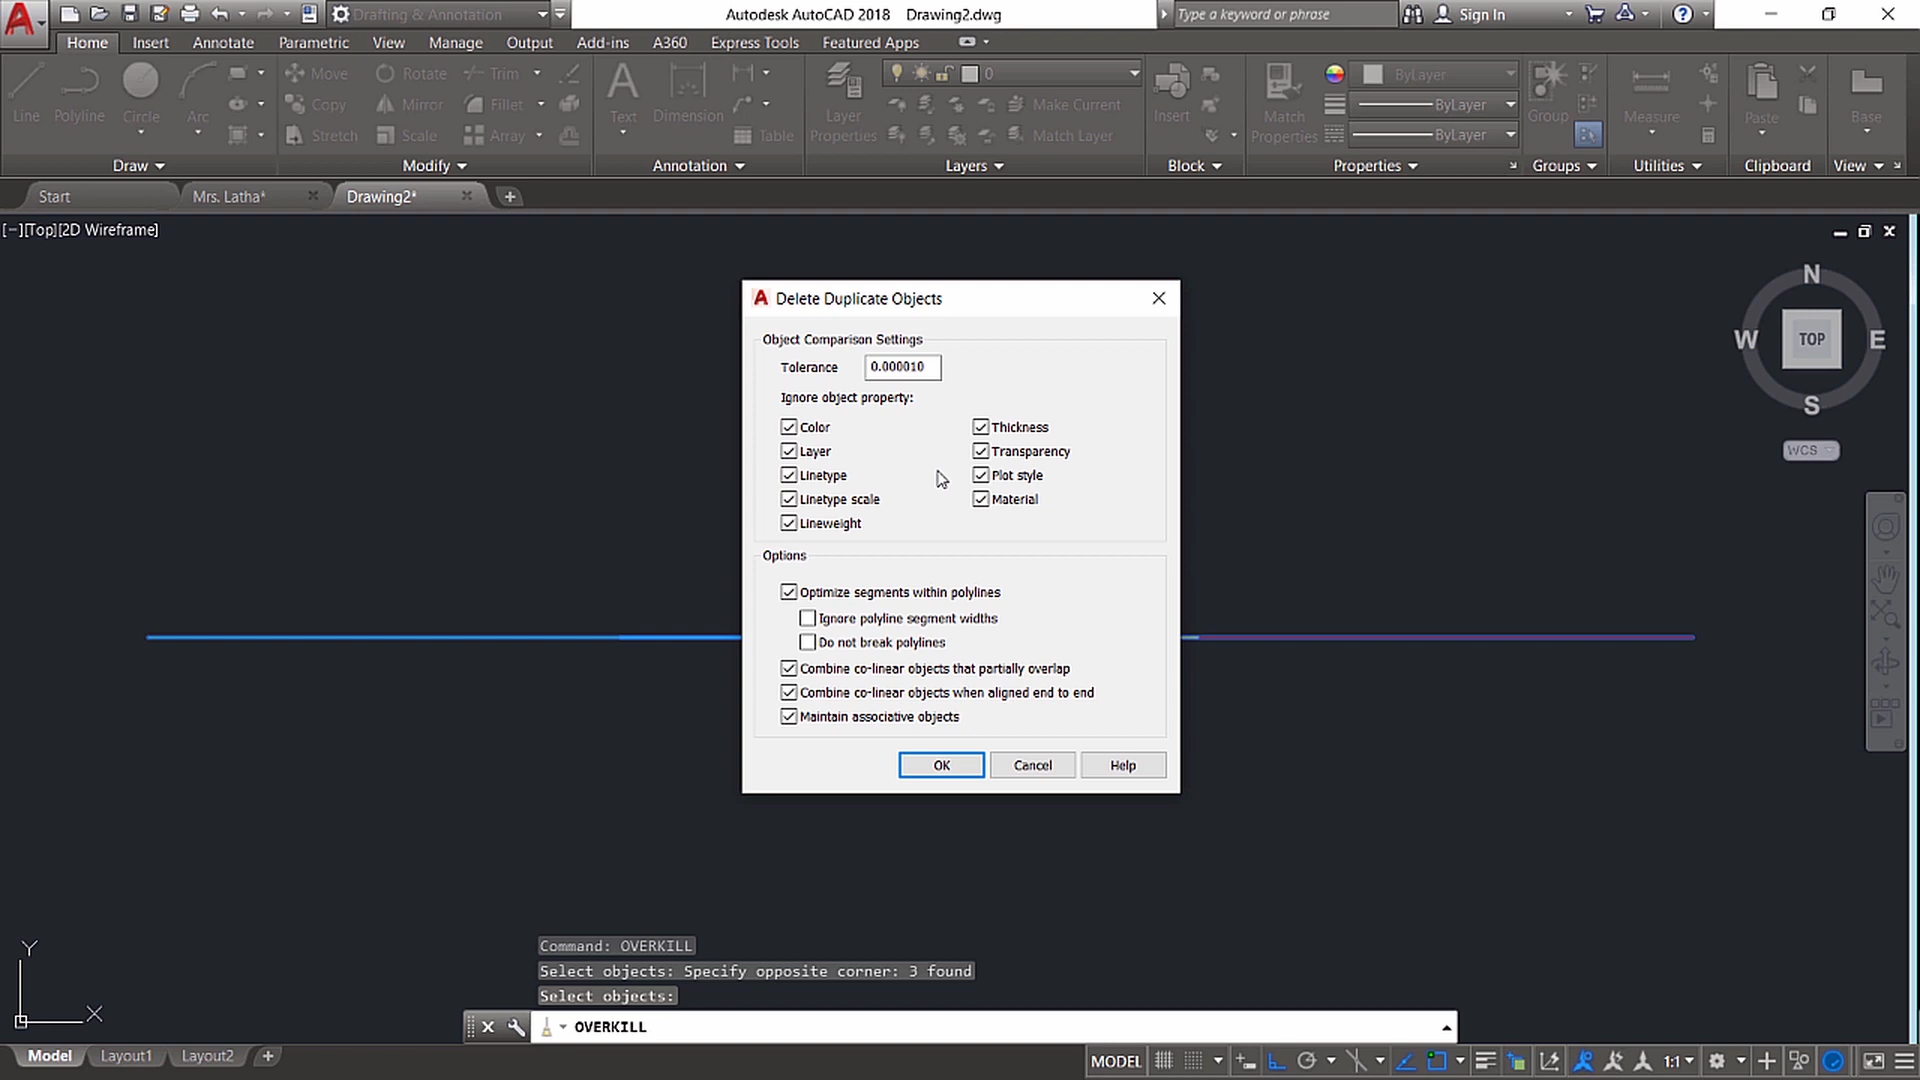 Drafting & Annotation
Autodesk AutoCAD 2018 Drawing2.dwg
Type a keyword or phrase
Sign In
Home Insert Annotate Parametric View Manage Output Add-ins A360 Express Tools Featured Apps
Line Polyline Circle Arc
Move Rotate Trim
Copy Mirror Fillet
Stretch Scale Array
Text Dimension Table
Layer Properties
0
Make Current
Match Layer
Insert
Match Properties
ByLayer
ByLayer
ByLayer
Group
Measure
Paste
Base
Draw Modify Annotation Layers Block Properties Groups Utilities Clipboard View
Start Mrs. Latha* Drawing2*
[−][Top][2D Wireframe]
N
W TOP E
S
WCS
A Delete Duplicate Objects
Object Comparison Settings
Tolerance 0.000010
Ignore object property:
Color Thickness
Layer Transparency
Linetype Plot style
Linetype scale Material
Lineweight
Options
Optimize segments within polylines
Ignore polyline segment widths
Do not break polylines
Combine co-linear objects that partially overlap
Combine co-linear objects when aligned end to end
Maintain associative objects
OK Cancel Help
Y
X
Command: OVERKILL
Select objects: Specify opposite corner: 3 found
Select objects:
OVERKILL
Model Layout1 Layout2
MODEL 1:1